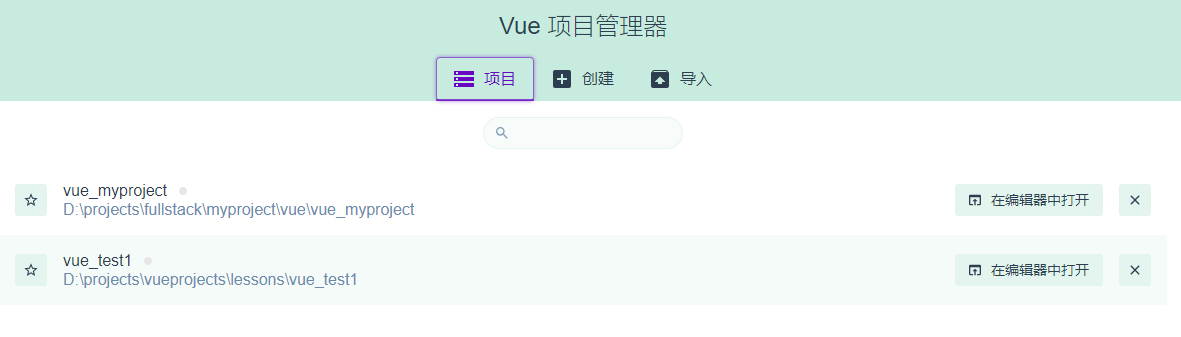 Vue 项目管理器
项目 创建 导入
vue_myproject
D:\projects\fullstack\myproject\vue\vue_myproject
在编辑器中打开
vue_test1
D:\projects\vueprojects\lessons\vue_test1
在编辑器中打开